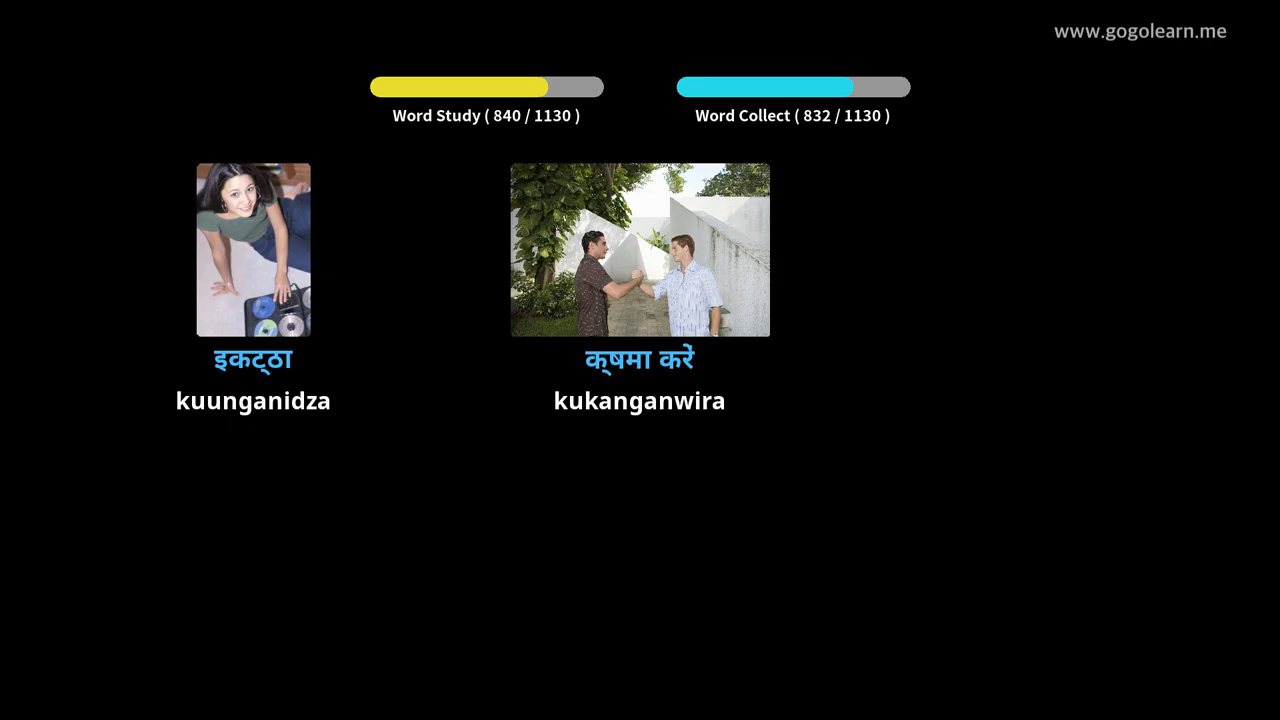 www.gogolearn.me
Word Study ( 840 / 1130 )
Word Collect ( 832 / 1130 )
इकट्ठा
kuunganidza
क्षमा करें
kukanganwira